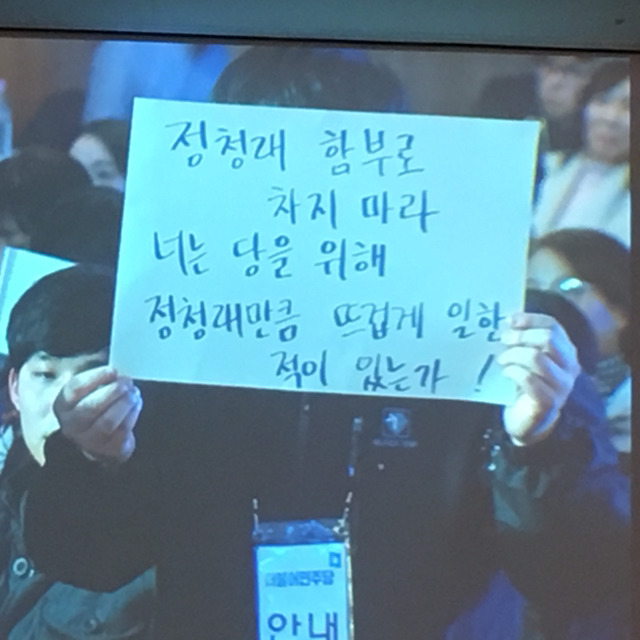 정청래 함부로
차지 마라
너는 당을 위해
정청래만큼 뜨겁게 일한
적이 있는가!
더불어민주당
안내